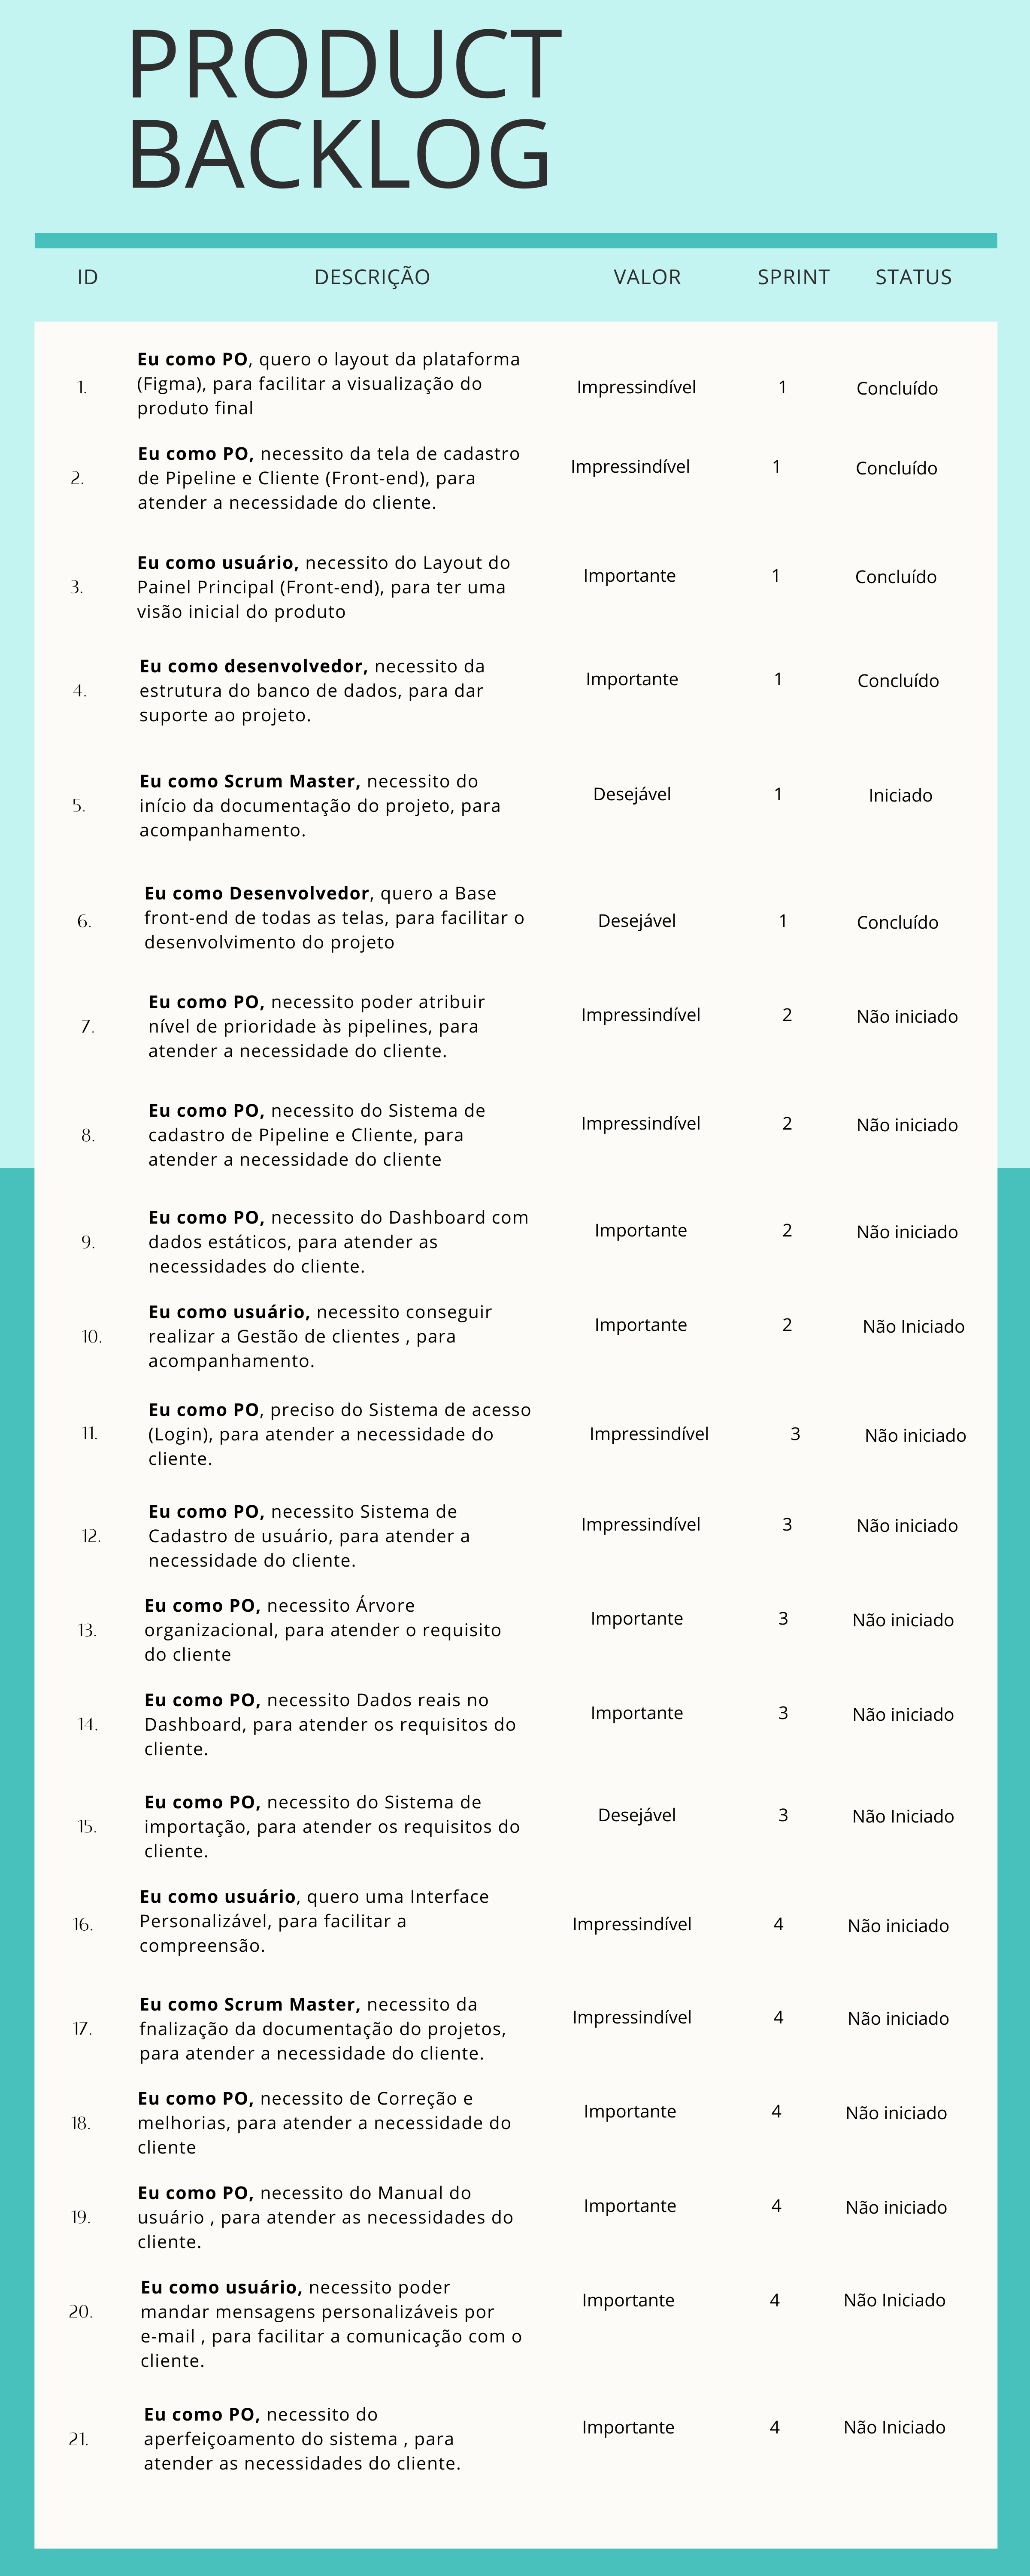 PRODUCT
BACKLOG
ID DESCRIÇÃO VALOR SPRINT STATUS
Eu como PO, quero o layout da plataforma
1. (Figma), para facilitar a visualização do Impressindível 1 Concluído
produto final
Eu como PO, necessito da tela de cadastro
2. de Pipeline e Cliente (Front-end), para Impressindível 1 Concluído
atender a necessidade do cliente.
Eu como usuário, necessito do Layout do
3. Painel Principal (Front-end), para ter uma Importante 1 Concluído
visão inicial do produto
Eu como desenvolvedor, necessito da
4. estrutura do banco de dados, para dar Importante 1 Concluído
suporte ao projeto.
Eu como Scrum Master, necessito do
5. início da documentação do projeto, para Desejável 1 Iniciado
acompanhamento.
Eu como Desenvolvedor, quero a Base
6. front-end de todas as telas, para facilitar o Desejável 1 Concluído
desenvolvimento do projeto
Eu como PO, necessito poder atribuir
7. nível de prioridade às pipelines, para Impressindível 2 Não iniciado
atender a necessidade do cliente.
Eu como PO, necessito do Sistema de
8. cadastro de Pipeline e Cliente, para Impressindível 2 Não iniciado
atender a necessidade do cliente
Eu como PO, necessito do Dashboard com
9. dados estáticos, para atender as Importante 2 Não iniciado
necessidades do cliente.
Eu como usuário, necessito conseguir
10. realizar a Gestão de clientes , para Importante 2 Não Iniciado
acompanhamento.
Eu como PO, preciso do Sistema de acesso
11. (Login), para atender a necessidade do Impressindível 3 Não iniciado
cliente.
Eu como PO, necessito Sistema de
12. Cadastro de usuário, para atender a Impressindível 3 Não iniciado
necessidade do cliente.
Eu como PO, necessito Árvore
13. organizacional, para atender o requisito Importante 3 Não iniciado
do cliente
Eu como PO, necessito Dados reais no
14. Dashboard, para atender os requisitos do Importante 3 Não iniciado
cliente.
Eu como PO, necessito do Sistema de
15. importação, para atender os requisitos do Desejável 3 Não Iniciado
cliente.
Eu como usuário, quero uma Interface
16. Personalizável, para facilitar a Impressindível 4 Não iniciado
compreensão.
Eu como Scrum Master, necessito da
17. fnalização da documentação do projetos, Impressindível 4 Não iniciado
para atender a necessidade do cliente.
Eu como PO, necessito de Correção e
18. melhorias, para atender a necessidade do Importante 4 Não iniciado
cliente
Eu como PO, necessito do Manual do
19. usuário , para atender as necessidades do Importante 4 Não iniciado
cliente.
Eu como usuário, necessito poder
20. mandar mensagens personalizáveis por Importante 4 Não Iniciado
e-mail , para facilitar a comunicação com o
cliente.
Eu como PO, necessito do
21. aperfeiçoamento do sistema , para Importante 4 Não Iniciado
atender as necessidades do cliente.